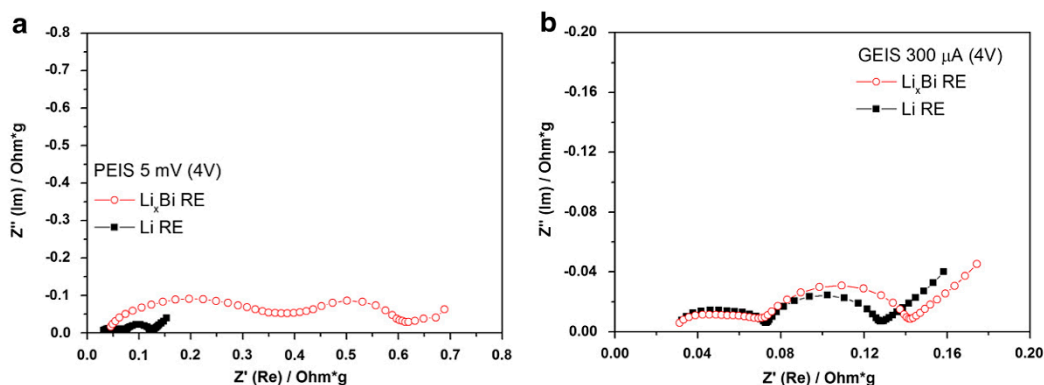 a
-0.8
-0.7
-0.6
-0.5
-0.4
-0.3
-0.2
-0.1
0.0
Z'' (Im) / Ohm*g
PEIS 5 mV (4V)
LiₓBi RE
Li RE
0.0 0.1 0.2 0.3 0.4 0.5 0.6 0.7 0.8
Z' (Re) / Ohm*g
b
-0.20
-0.16
-0.12
-0.08
-0.04
0.00
Z'' (Im) / Ohm*g
GEIS 300 μA (4V)
LiₓBi RE
Li RE
0.00 0.04 0.08 0.12 0.16 0.20
Z' (Re) / Ohm*g